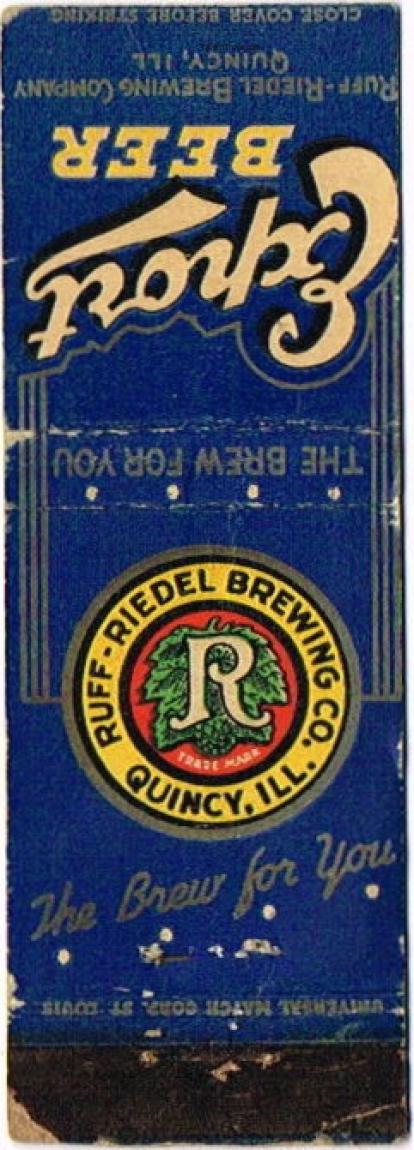 CLOSE COVER BEFORE STRIKING
RUFF-RIEDEL BREWING COMPANY
QUINCY, ILL
Export
BEER
THE BREW FOR YOU
RUFF-RIEDEL BREWING CO.
R
TRADE MARK
QUINCY, ILL.
The Brew for You
UNIVERSAL MATCH CORP. ST LOUIS